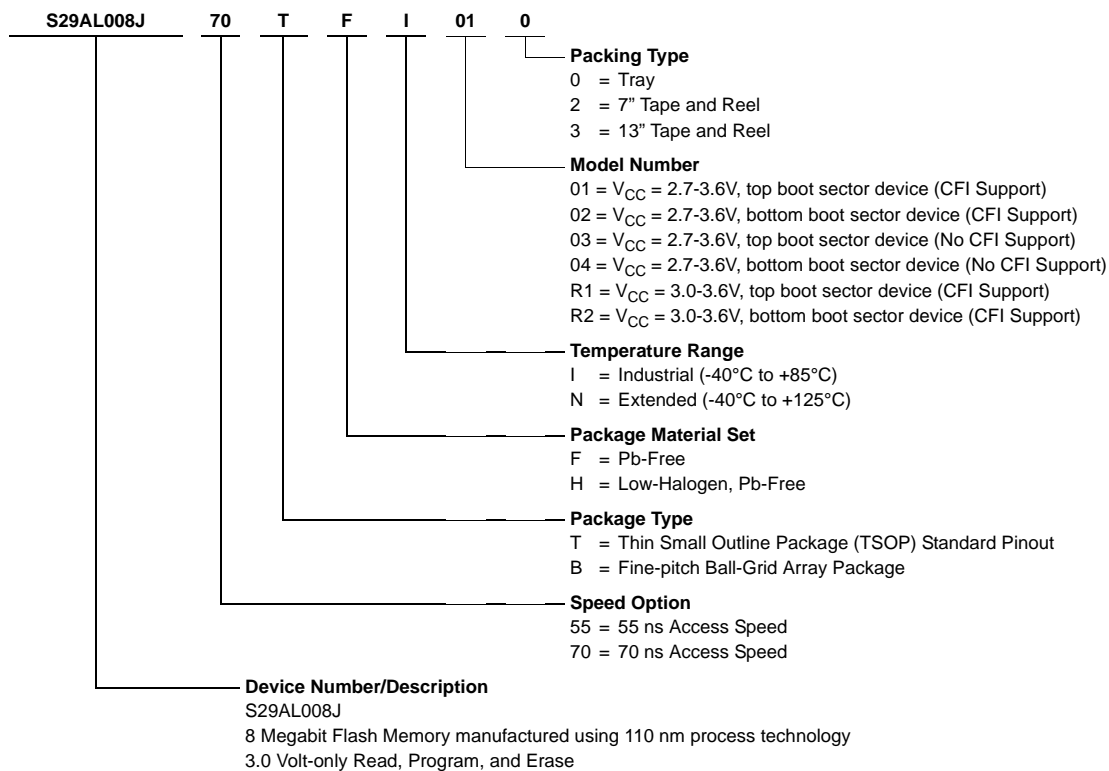 S29AL008J 70 T F I 01 0
Packing Type
0 = Tray
2 = 7” Tape and Reel
3 = 13” Tape and Reel
Model Number
01 = VCC = 2.7-3.6V, top boot sector device (CFI Support)
02 = VCC = 2.7-3.6V, bottom boot sector device (CFI Support)
03 = VCC = 2.7-3.6V, top boot sector device (No CFI Support)
04 = VCC = 2.7-3.6V, bottom boot sector device (No CFI Support)
R1 = VCC = 3.0-3.6V, top boot sector device (CFI Support)
R2 = VCC = 3.0-3.6V, bottom boot sector device (CFI Support)
Temperature Range
I = Industrial (-40°C to +85°C)
N = Extended (-40°C to +125°C)
Package Material Set
F = Pb-Free
H = Low-Halogen, Pb-Free
Package Type
T = Thin Small Outline Package (TSOP) Standard Pinout
B = Fine-pitch Ball-Grid Array Package
Speed Option
55 = 55 ns Access Speed
70 = 70 ns Access Speed
Device Number/Description
S29AL008J
8 Megabit Flash Memory manufactured using 110 nm process technology
3.0 Volt-only Read, Program, and Erase